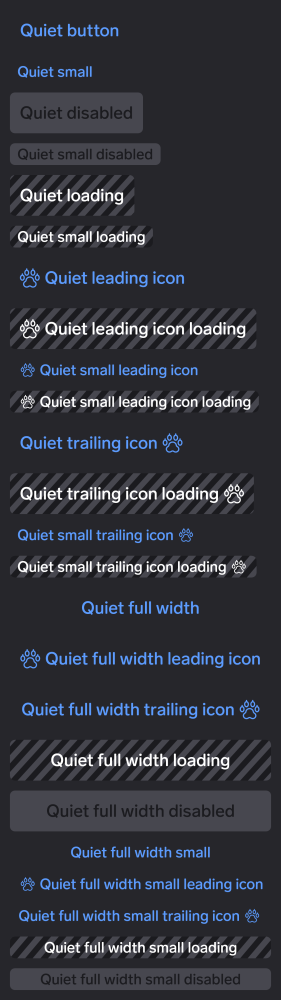 Quiet button
Quiet small
Quiet disabled
Quiet small disabled
Quiet loading
Quiet small loading
Quiet leading icon
Quiet leading icon loading
Quiet small leading icon
Quiet small leading icon loading
Quiet trailing icon
Quiet trailing icon loading
Quiet small trailing icon
Quiet small trailing icon loading
Quiet full width
Quiet full width leading icon
Quiet full width trailing icon
Quiet full width loading
Quiet full width disabled
Quiet full width small
Quiet full width small leading icon
Quiet full width small trailing icon
Quiet full width small loading
Quiet full width small disabled